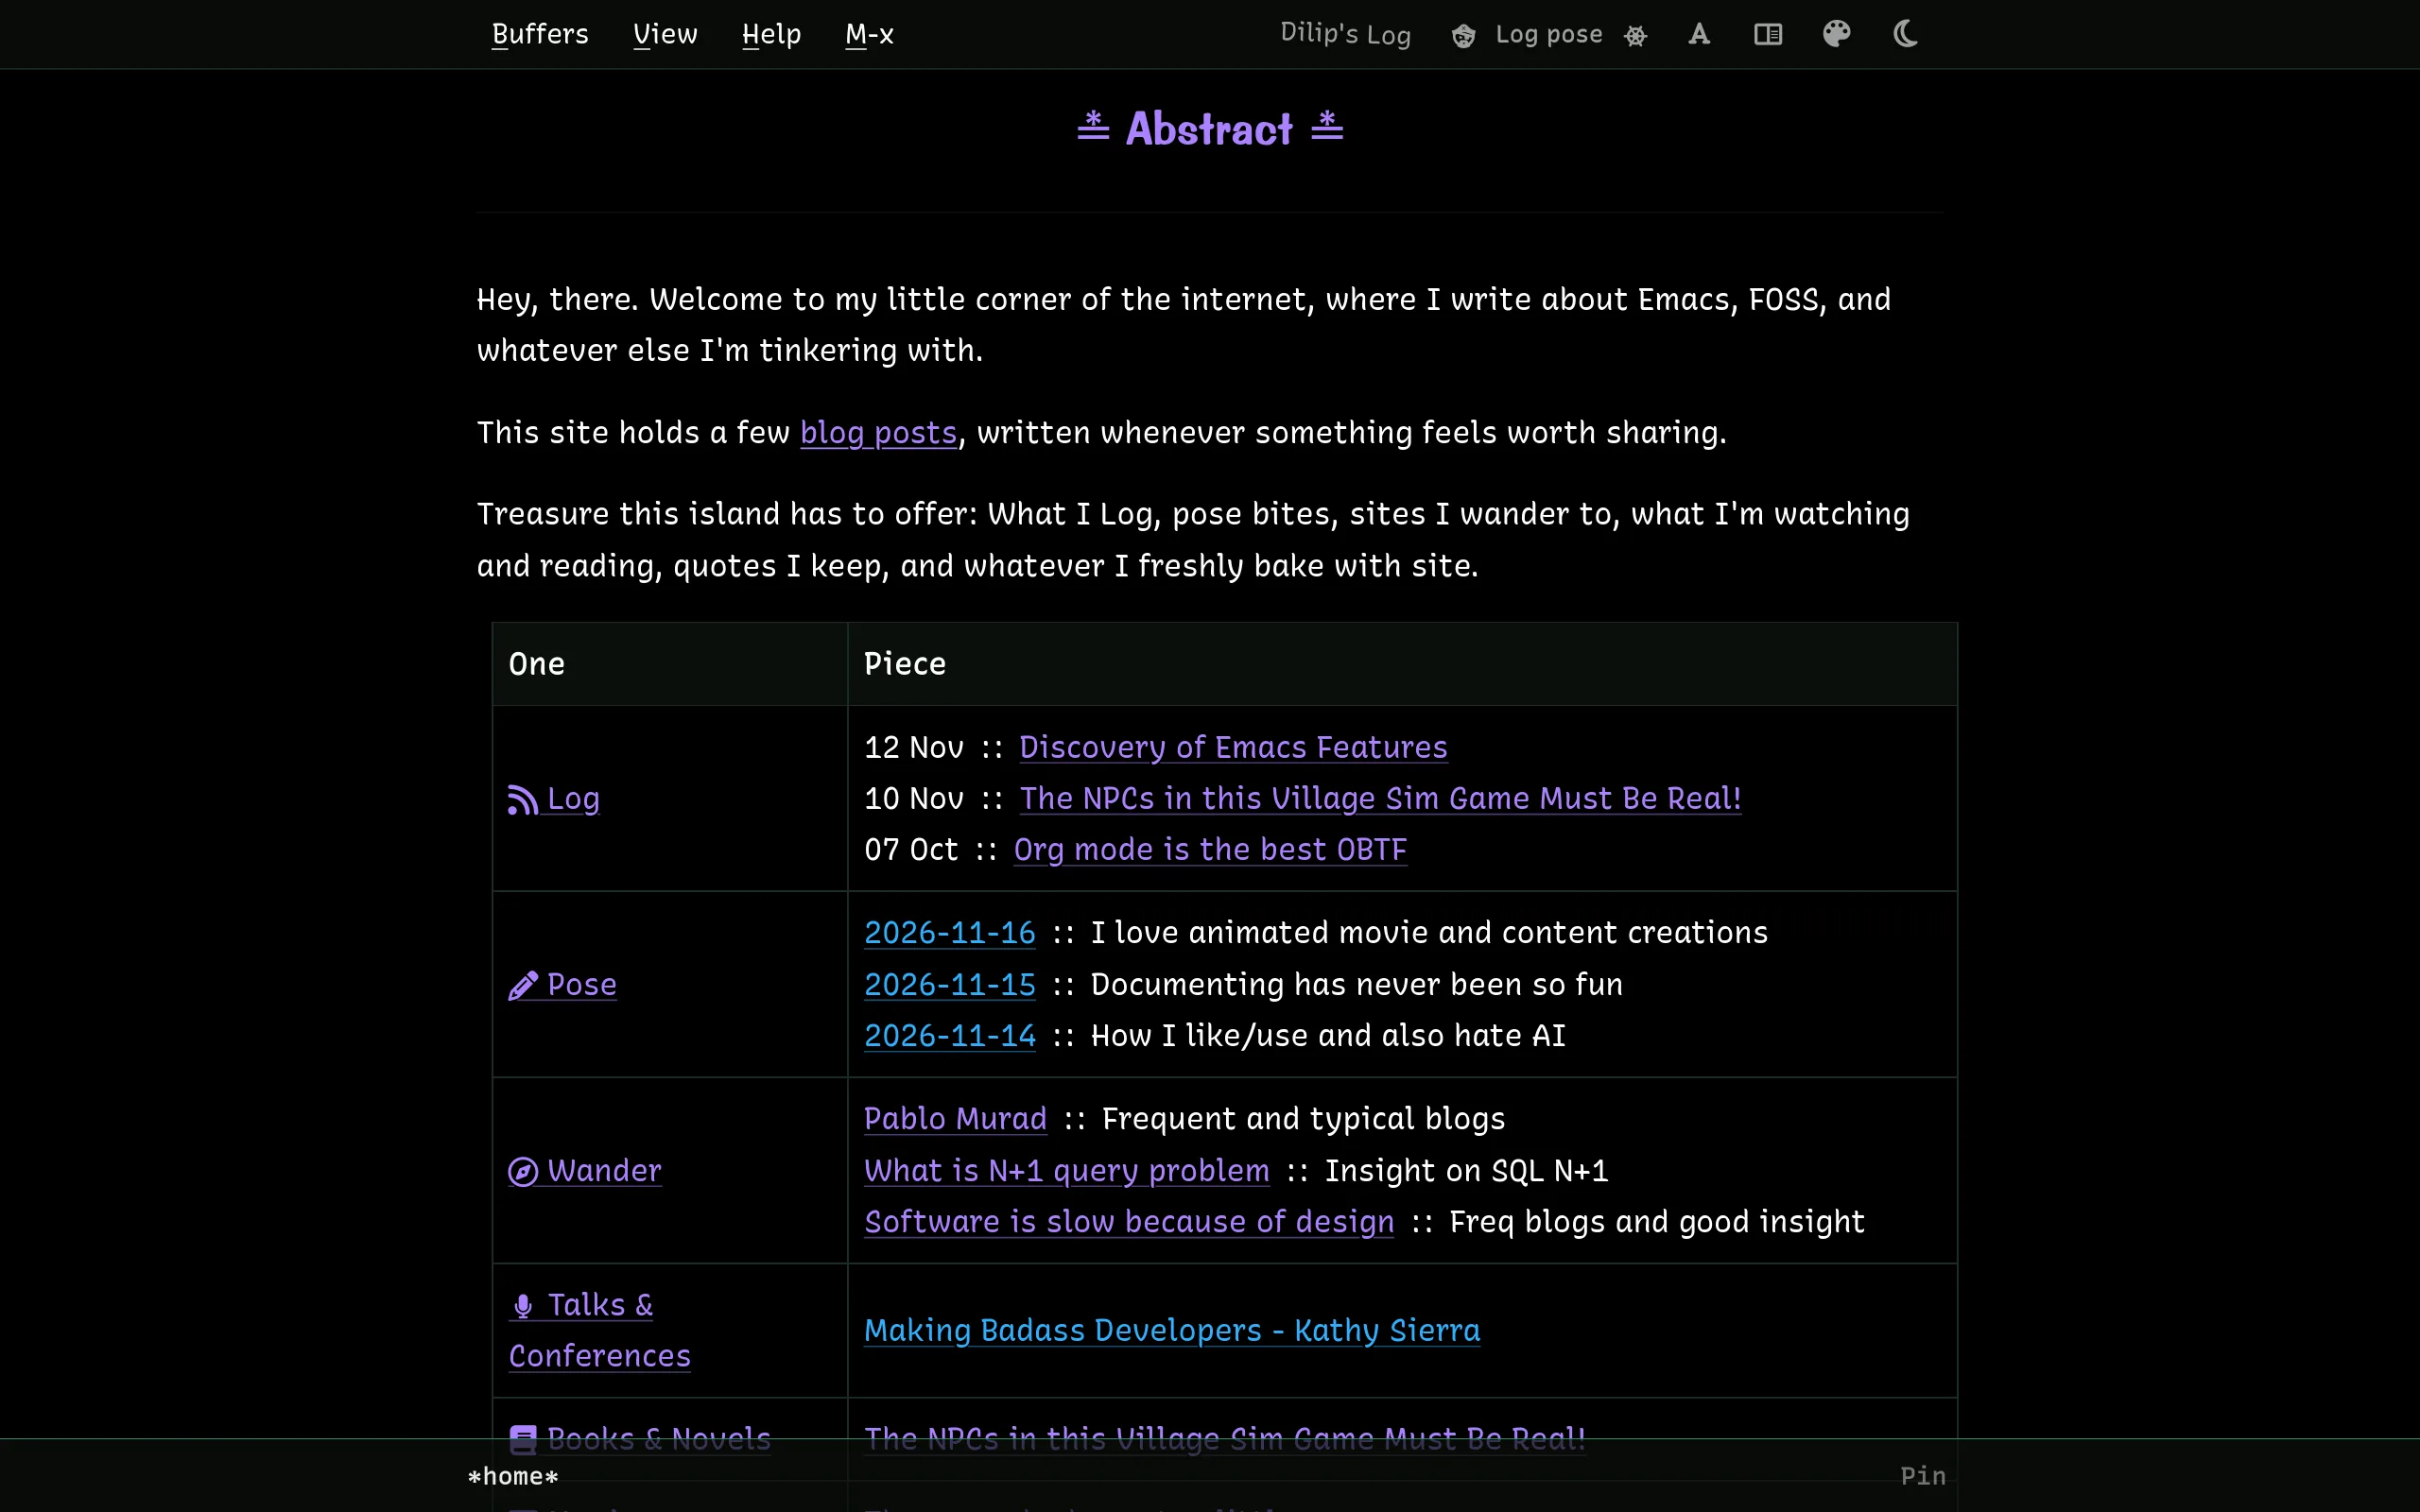 Buffers View Help M-x Dilip's Log Log pose
≛ Abstract ≛
Hey, there. Welcome to my little corner of the internet, where I write about Emacs, FOSS, and
whatever else I'm tinkering with.
This site holds a few blog posts, written whenever something feels worth sharing.
Treasure this island has to offer: What I Log, pose bites, sites I wander to, what I'm watching
and reading, quotes I keep, and whatever I freshly bake with site.
One Piece
Log
12 Nov :: Discovery of Emacs Features
10 Nov :: The NPCs in this Village Sim Game Must Be Real!
07 Oct :: Org mode is the best OBTF
Pose
2026-11-16 :: I love animated movie and content creations
2026-11-15 :: Documenting has never been so fun
2026-11-14 :: How I like/use and also hate AI
Wander
Pablo Murad :: Frequent and typical blogs
What is N+1 query problem :: Insight on SQL N+1
Software is slow because of design :: Freq blogs and good insight
Talks &
Conferences
Making Badass Developers - Kathy Sierra
Books & Novels The NPCs in this Village Sim Game Must Be Real!
*home* Pin